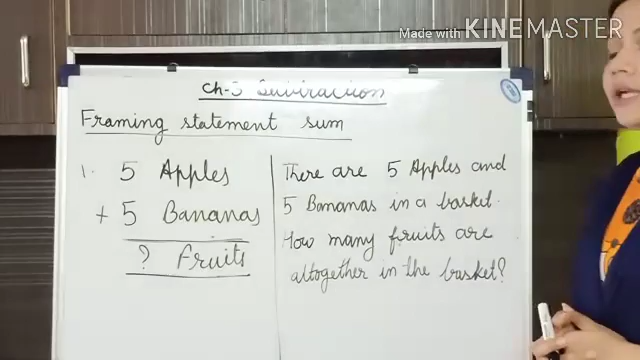 Made with KINEMASTER
Ch-5 Subtraction
Framing statement sum
1. 5 Apples
+ 5 Bananas
? Fruits
There are 5 Apples and
5 Bananas in a basket.
How many fruits are
altogether in the basket?